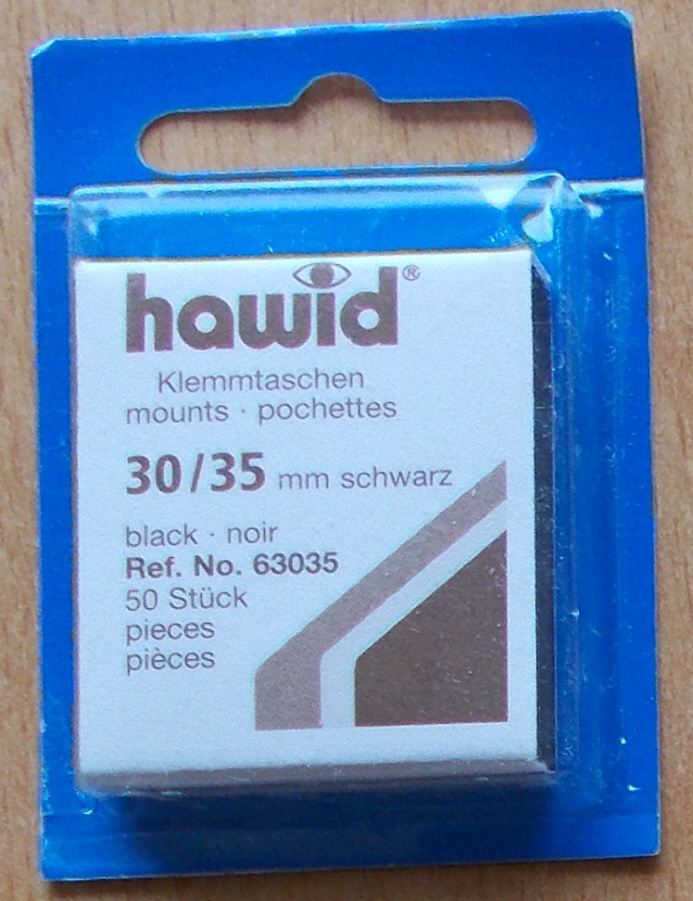 hawid®
Klemmtaschen
mounts · pochettes
30/35 mm schwarz
black · noir
Ref. No. 63035
50 Stück
pieces
pièces